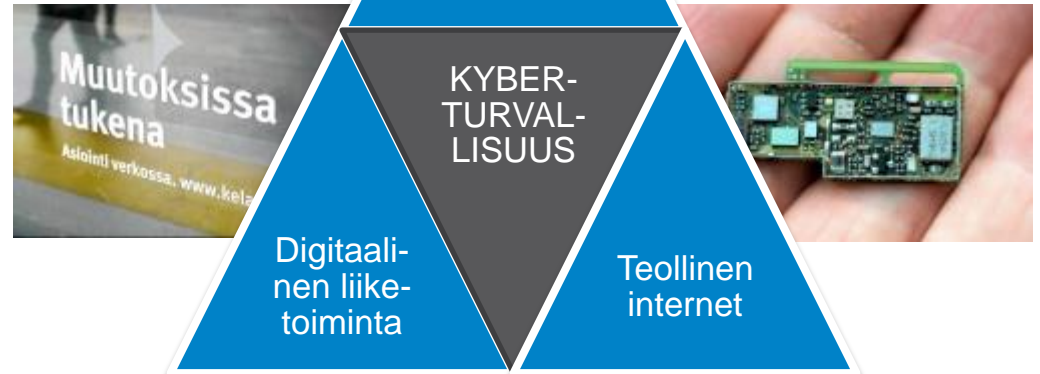 Muutoksissa
tukena
Asiointi verkossa. www.kela
KYBER-
TURVAL-
LISUUS
Digitaali-
nen liike-
toiminta
Teollinen
internet